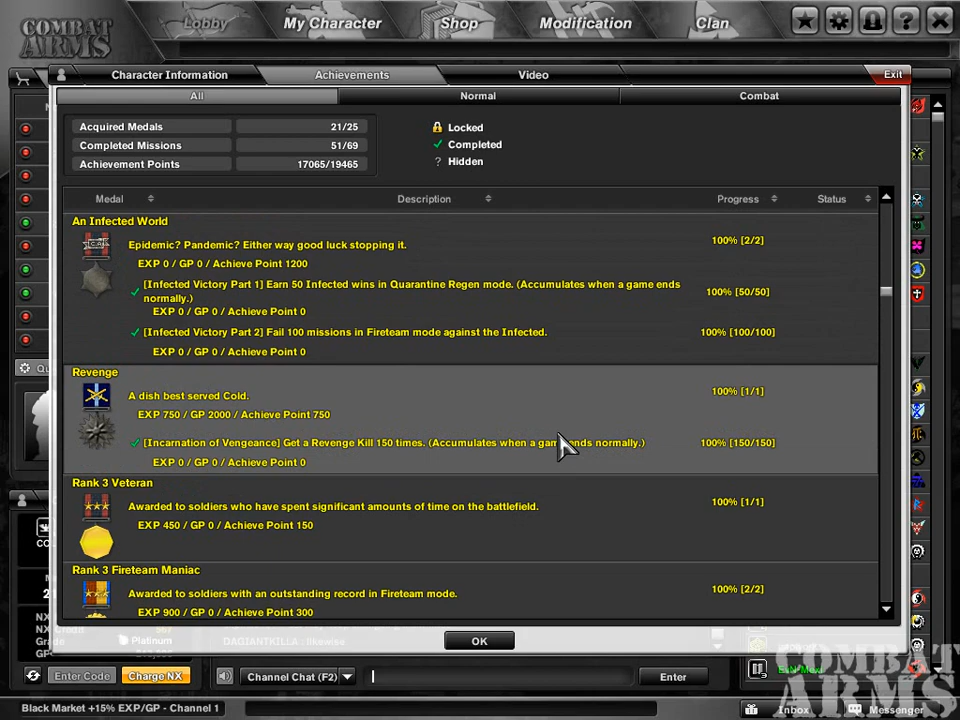 COMBAT ARMS
Lobby
My Character
Shop
Modification
Clan
Character Information
Achievements
Video
Exit
All
Normal
Combat
Acquired Medals 21/25
Completed Missions 51/69
Achievement Points 17065/19465
Locked
Completed
? Hidden
Medal Description Progress Status
An Infected World
Epidemic? Pandemic? Either way good luck stopping it. 100% [2/2]
EXP 0 / GP 0 / Achieve Point 1200
[Infected Victory Part 1] Earn 50 Infected wins in Quarantine Regen mode. (Accumulates when a game ends
normally.) 100% [50/50]
EXP 0 / GP 0 / Achieve Point 0
[Infected Victory Part 2] Fail 100 missions in Fireteam mode against the Infected. 100% [100/100]
EXP 0 / GP 0 / Achieve Point 0
Revenge
A dish best served Cold. 100% [1/1]
EXP 750 / GP 2000 / Achieve Point 750
[Incarnation of Vengeance] Get a Revenge Kill 150 times. (Accumulates when a game ends normally.) 100% [150/150]
EXP 0 / GP 0 / Achieve Point 0
Rank 3 Veteran
Awarded to soldiers who have spent significant amounts of time on the battlefield. 100% [1/1]
EXP 450 / GP 0 / Achieve Point 150
Rank 3 Fireteam Maniac
Awarded to soldiers with an outstanding record in Fireteam mode. 100% [2/2]
EXP 900 / GP 0 / Achieve Point 300
OK
Platinum
DAGIANTKILLA : likewise
Enter Code
Charge NX
Channel Chat (F2)
Enter
Black Market +15% EXP/GP - Channel 1
Inbox
Messenger
COMBAT
ARMS